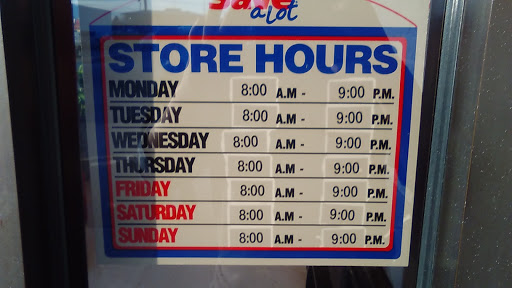 Save
a lot
STORE HOURS
MONDAY 8:00 A.M - 9:00 P.M.
TUESDAY 8:00 A.M - 9:00 P.M.
WEDNESDAY 8:00 A.M - 9:00 P.M.
THURSDAY 8:00 A.M - 9:00 P.M.
FRIDAY 8:00 A.M - 9:00 P.M.
SATURDAY 8:00 A.M - 9:00 P.M.
SUNDAY 8:00 A.M - 9:00 P.M.